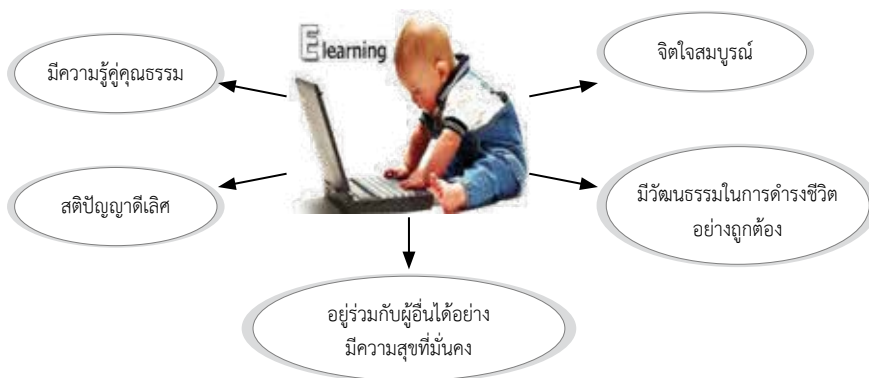 E learning
มีความรู้คู่คุณธรรม
จิตใจสมบูรณ์
สติปัญญาดีเลิศ
มีวัฒนธรรมในการดำรงชีวิต
อย่างถูกต้อง
อยู่ร่วมกับผู้อื่นได้อย่าง
มีความสุขที่มั่นคง